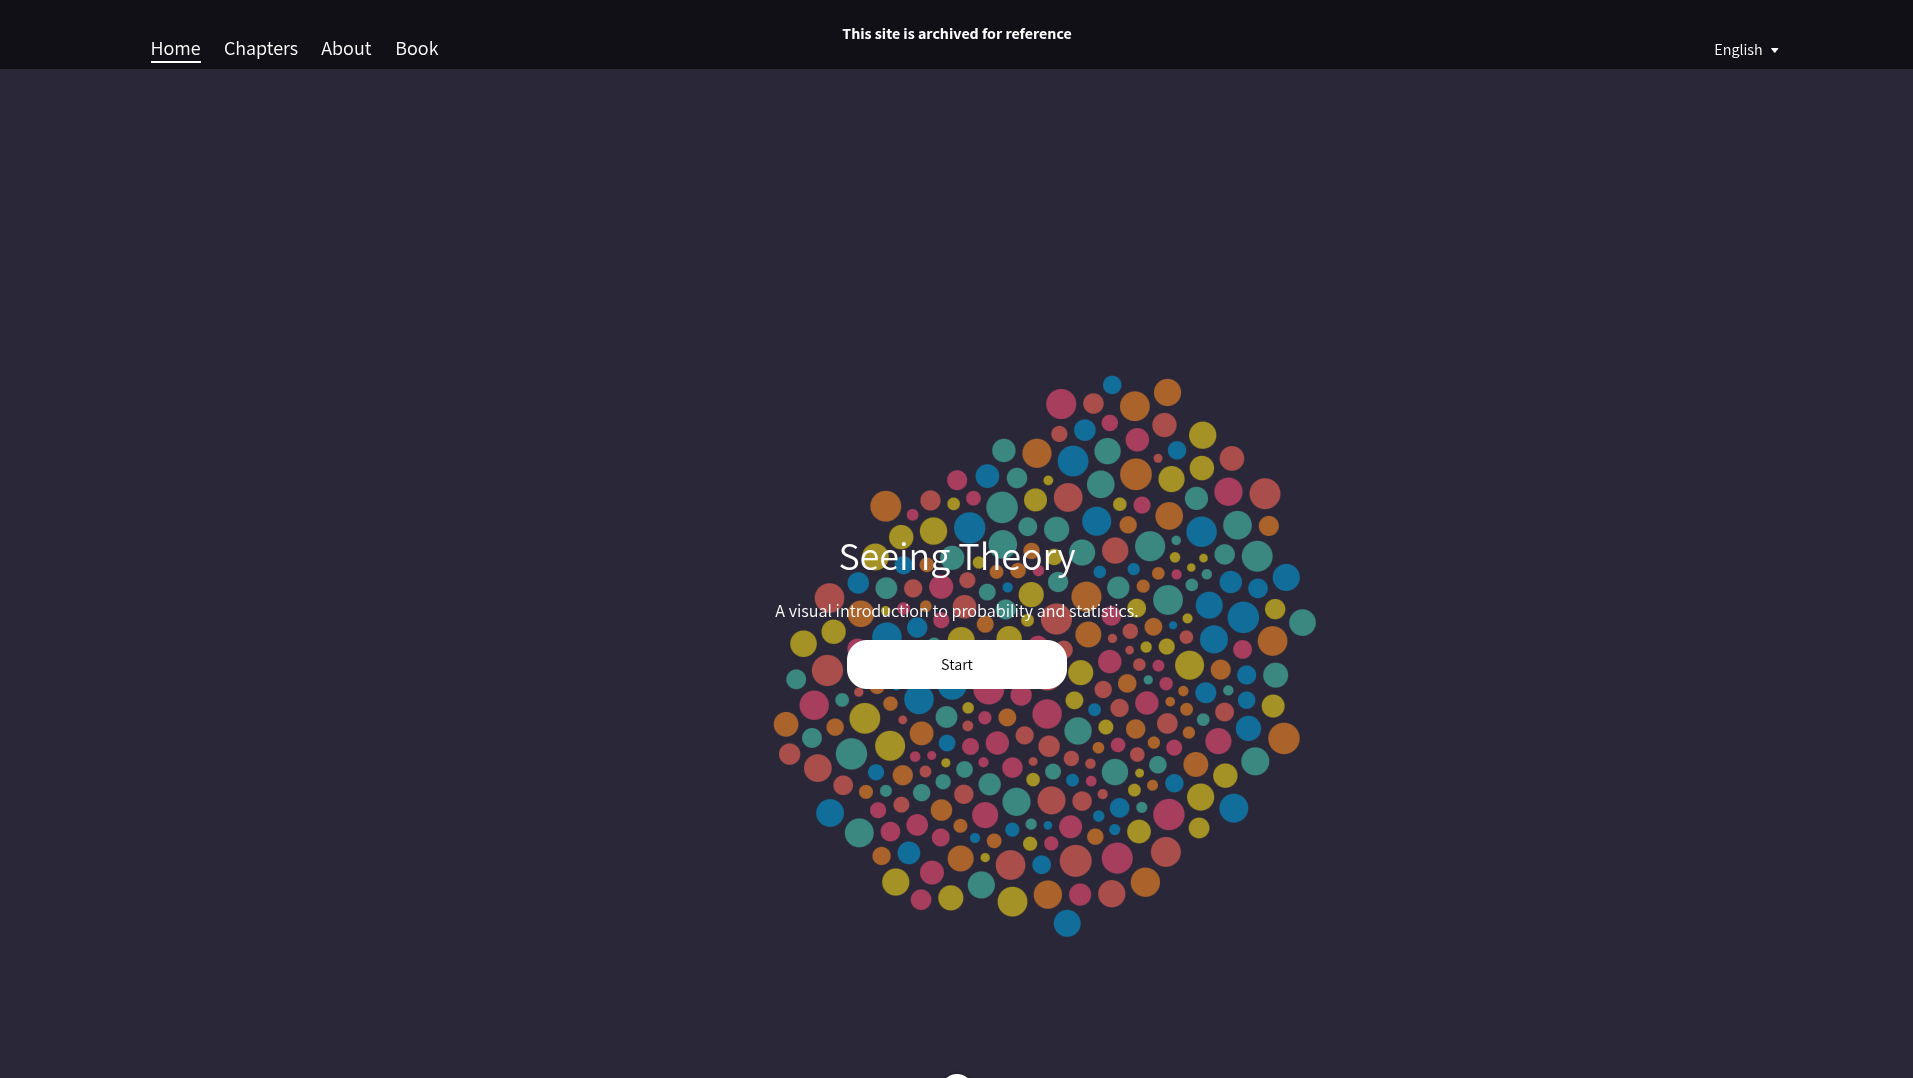 This site is archived for reference
Home Chapters About Book
English
Seeing Theory
A visual introduction to probability and statistics.
Start